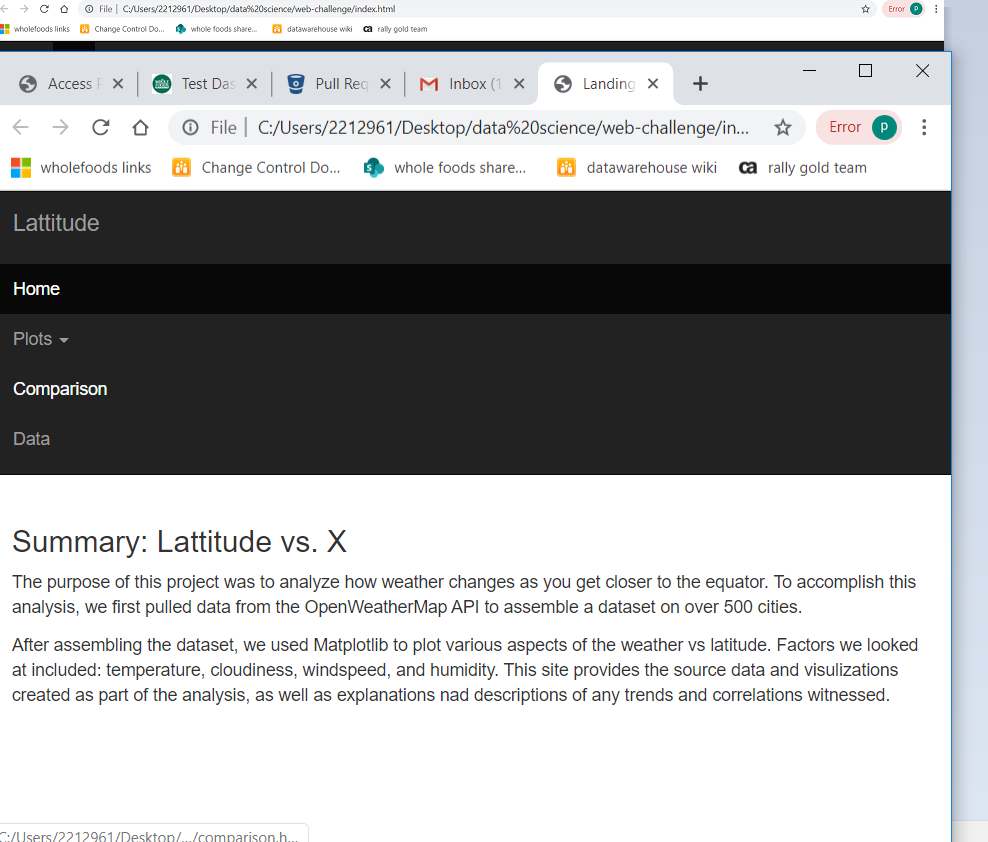 File C:/Users/2212961/Desktop/data%20science/web-challenge/index.html Error P
wholefoods links Change Control Do... whole foods share... datawarehouse wiki ca rally gold team
Access Test Das Pull Req Inbox (1 Landing
File C:/Users/2212961/Desktop/data%20science/web-challenge/in... Error P
wholefoods links Change Control Do... whole foods share... datawarehouse wiki ca rally gold team
Lattitude
Home
Plots
Comparison
Data
Summary: Lattitude vs. X
The purpose of this project was to analyze how weather changes as you get closer to the equator. To accomplish this
analysis, we first pulled data from the OpenWeatherMap API to assemble a dataset on over 500 cities.
After assembling the dataset, we used Matplotlib to plot various aspects of the weather vs latitude. Factors we looked
at included: temperature, cloudiness, windspeed, and humidity. This site provides the source data and visulizations
created as part of the analysis, as well as explanations nad descriptions of any trends and correlations witnessed.
C:/Users/2212961/Desktop/.../comparison.h...